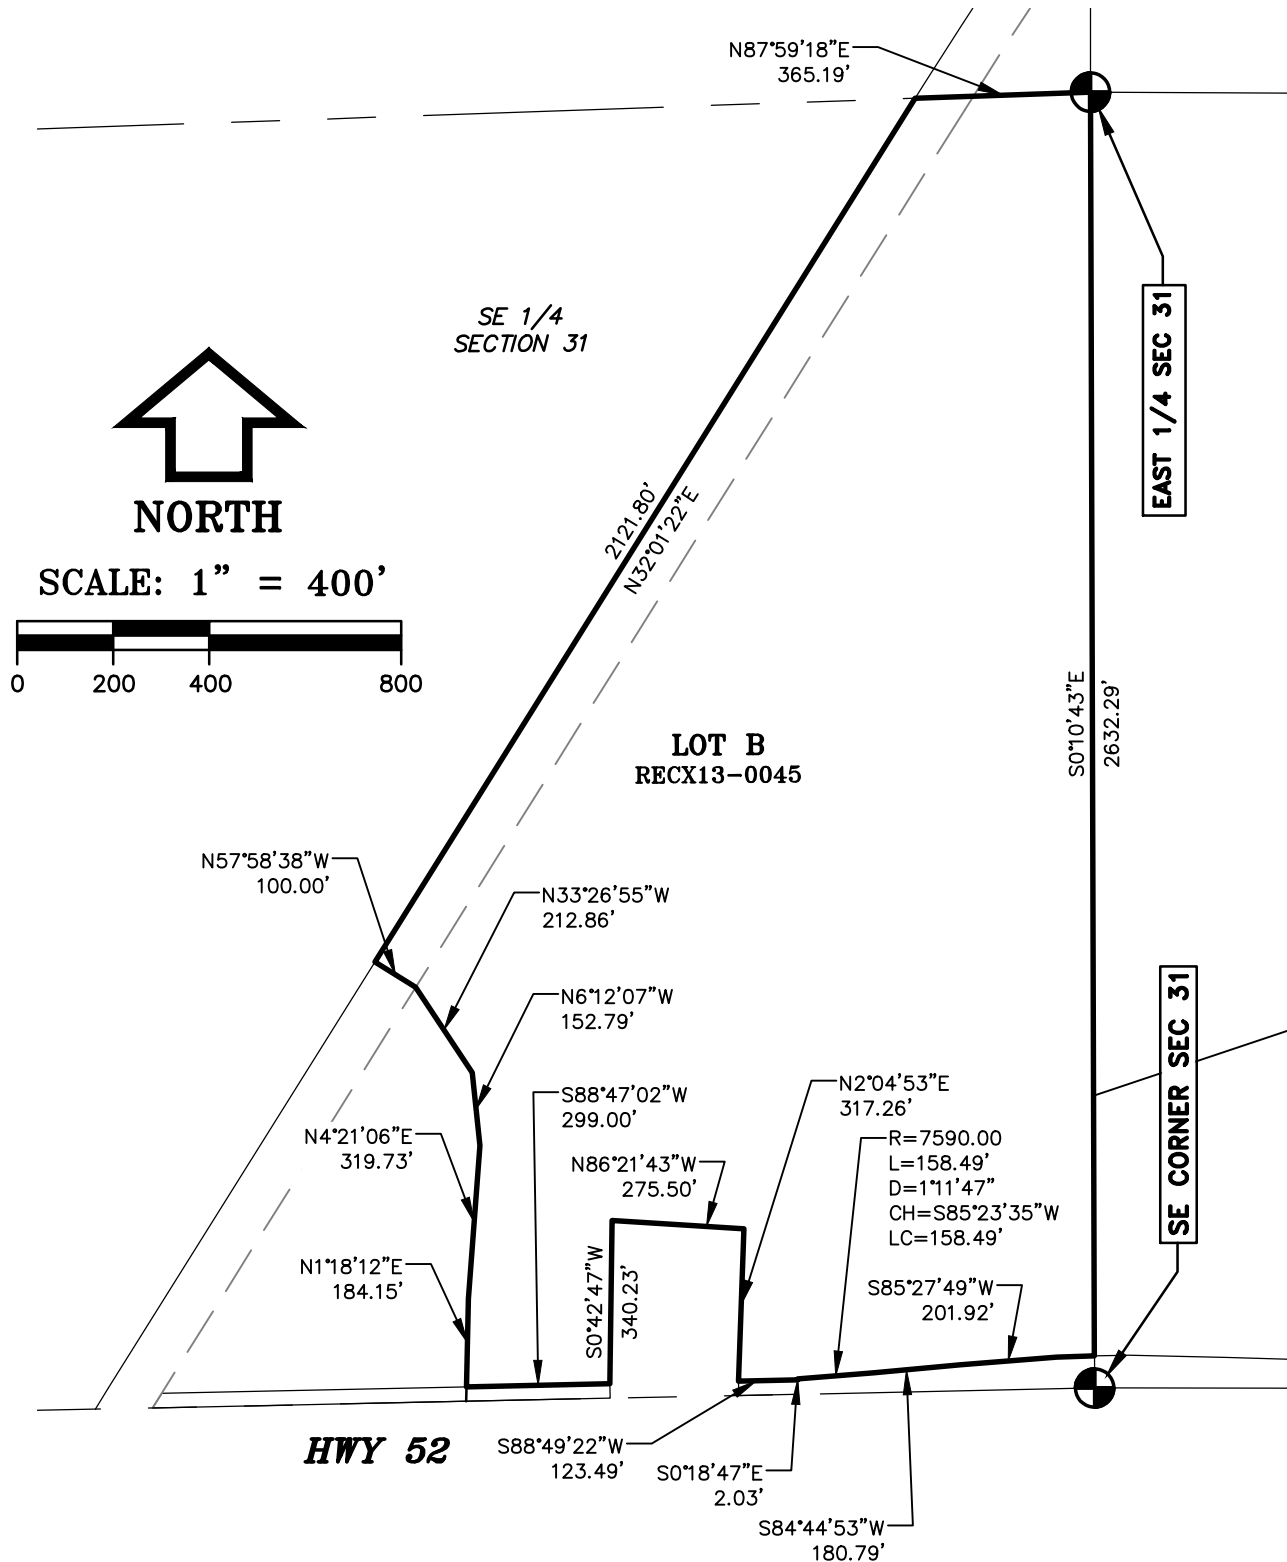 N87°59'18"E
365.19'
EAST 1/4 SEC 31
SE 1/4
SECTION 31
NORTH
SCALE: 1" = 400'
0 200 400 800
2121.80'
N32°01'22"E
S0°10'43"E
2632.29'
LOT B
RECX13-0045
N57°58'38"W
100.00'
N33°26'55"W
212.86'
N6°12'07"W
152.79'
SE CORNER SEC 31
S88°47'02"W
299.00'
N2°04'53"E
317.26'
N4°21'06"E
319.73'
N86°21'43"W
275.50'
R=7590.00
L=158.49'
D=1°11'47"
CH=S85°23'35"W
LC=158.49'
N1°18'12"E
184.15'
S0°42'47"W
340.23'
S85°27'49"W
201.92'
HWY 52
S88°49'22"W
123.49'
S0°18'47"E
2.03'
S84°44'53"W
180.79'